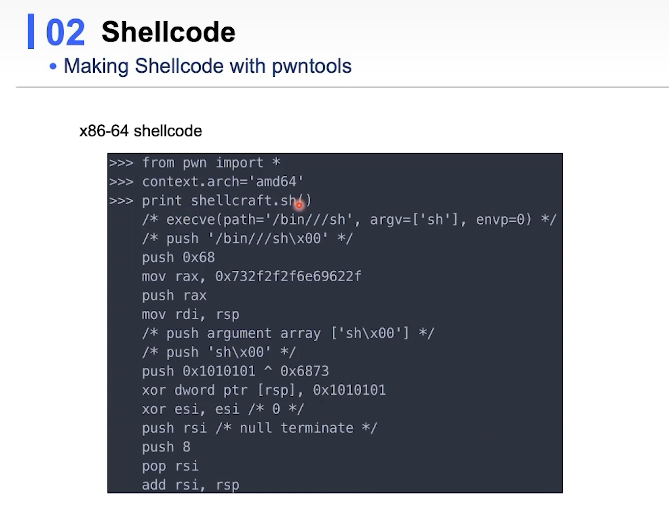 02 Shellcode
• Making Shellcode with pwntools
x86-64 shellcode
>>> from pwn import *
>>> context.arch='amd64'
>>> print shellcraft.sh()
/* execve(path='/bin///sh', argv=['sh'], envp=0) */
/* push '/bin///sh\x00' */
push 0x68
mov rax, 0x732f2f2f6e69622f
push rax
mov rdi, rsp
/* push argument array ['sh\x00'] */
/* push 'sh\x00' */
push 0x1010101 ^ 0x6873
xor dword ptr [rsp], 0x1010101
xor esi, esi /* 0 */
push rsi /* null terminate */
push 8
pop rsi
add rsi, rsp